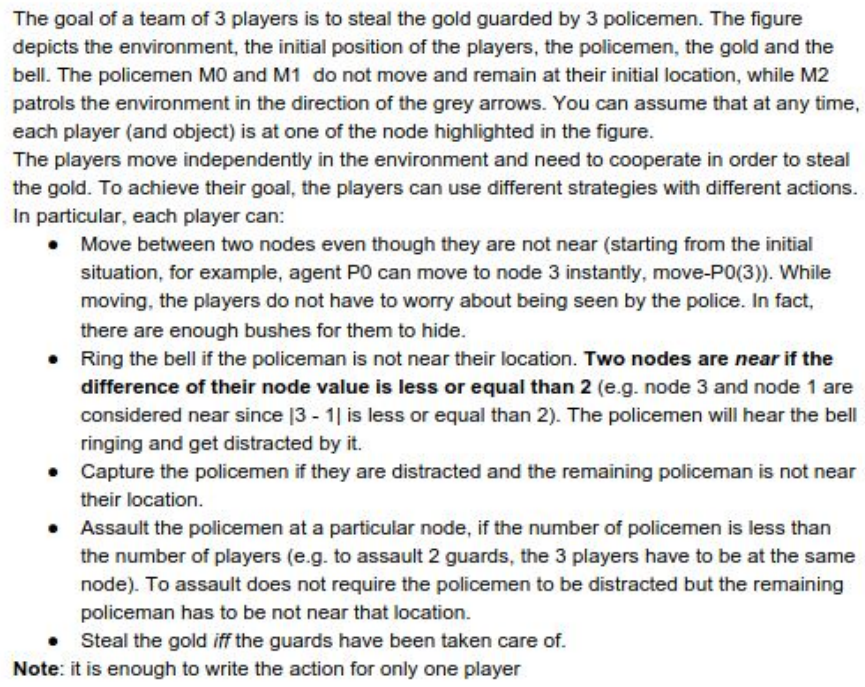 The goal of a team of 3 players is to steal the gold guarded by 3 policemen. The figure
depicts the environment, the initial position of the players, the policemen, the gold and the
bell. The policemen M0 and M1 do not move and remain at their initial location, while M2
patrols the environment in the direction of the grey arrows. You can assume that at any time,
each player (and object) is at one of the node highlighted in the figure.
The players move independently in the environment and need to cooperate in order to steal
the gold. To achieve their goal, the players can use different strategies with different actions.
In particular, each player can:
● Move between two nodes even though they are not near (starting from the initial
situation, for example, agent P0 can move to node 3 instantly, move-P0(3)). While
moving, the players do not have to worry about being seen by the police. In fact,
there are enough bushes for them to hide.
● Ring the bell if the policeman is not near their location. Two nodes are near if the
difference of their node value is less or equal than 2 (e.g. node 3 and node 1 are
considered near since |3 - 1| is less or equal than 2). The policemen will hear the bell
ringing and get distracted by it.
● Capture the policemen if they are distracted and the remaining policeman is not near
their location.
● Assault the policemen at a particular node, if the number of policemen is less than
the number of players (e.g. to assault 2 guards, the 3 players have to be at the same
node). To assault does not require the policemen to be distracted but the remaining
policeman has to be not near that location.
● Steal the gold iff the guards have been taken care of.
Note: it is enough to write the action for only one player